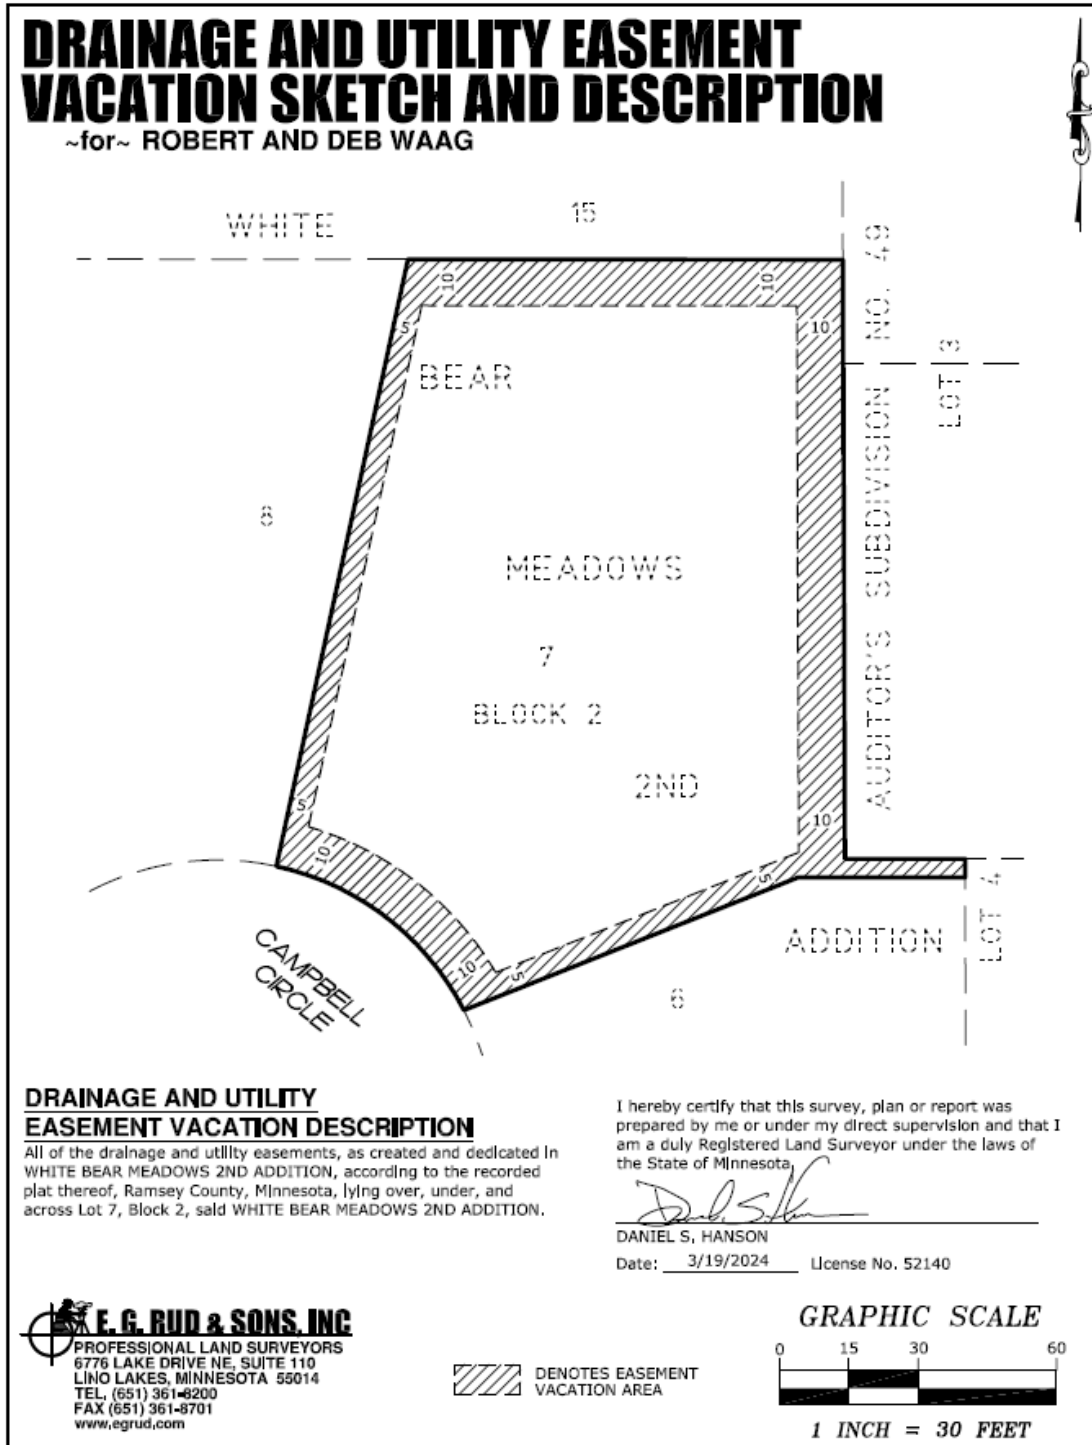 DRAINAGE AND UTILITY EASEMENT
VACATION SKETCH AND DESCRIPTION
~for~ ROBERT AND DEB WAAG
WHITE
15
10
10
5
10
BEAR
AUDITOR'S SUBDIVISION NO. 49
LOT 3
8
MEADOWS
7
BLOCK 2
2ND
5
10
10
5
10
5
ADDITION
LOT 4
6
CAMPBELL
CIRCLE
DRAINAGE AND UTILITY
EASEMENT VACATION DESCRIPTION
All of the drainage and utility easements, as created and dedicated in
WHITE BEAR MEADOWS 2ND ADDITION, according to the recorded
plat thereof, Ramsey County, Minnesota, lying over, under, and
across Lot 7, Block 2, said WHITE BEAR MEADOWS 2ND ADDITION.
I hereby certify that this survey, plan or report was
prepared by me or under my direct supervision and that I
am a duly Registered Land Surveyor under the laws of
the State of Minnesota.
DANIEL S. HANSON
Date: 3/19/2024 License No. 52140
E. G. RUD & SONS, INC
PROFESSIONAL LAND SURVEYORS
6776 LAKE DRIVE NE, SUITE 110
LINO LAKES, MINNESOTA 55014
TEL. (651) 361-8200
FAX (651) 361-8701
www.egrud.com
DENOTES EASEMENT
VACATION AREA
GRAPHIC SCALE
0 15 30 60
1 INCH = 30 FEET